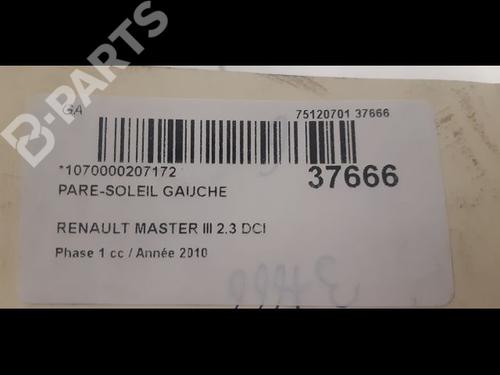 GA
75120701 37666
*1070000207172
37666
PARE-SOLEIL GAUCHE
RENAULT MASTER III 2.3 DCI
Phase 1 cc / Année 2010
B-PARTS